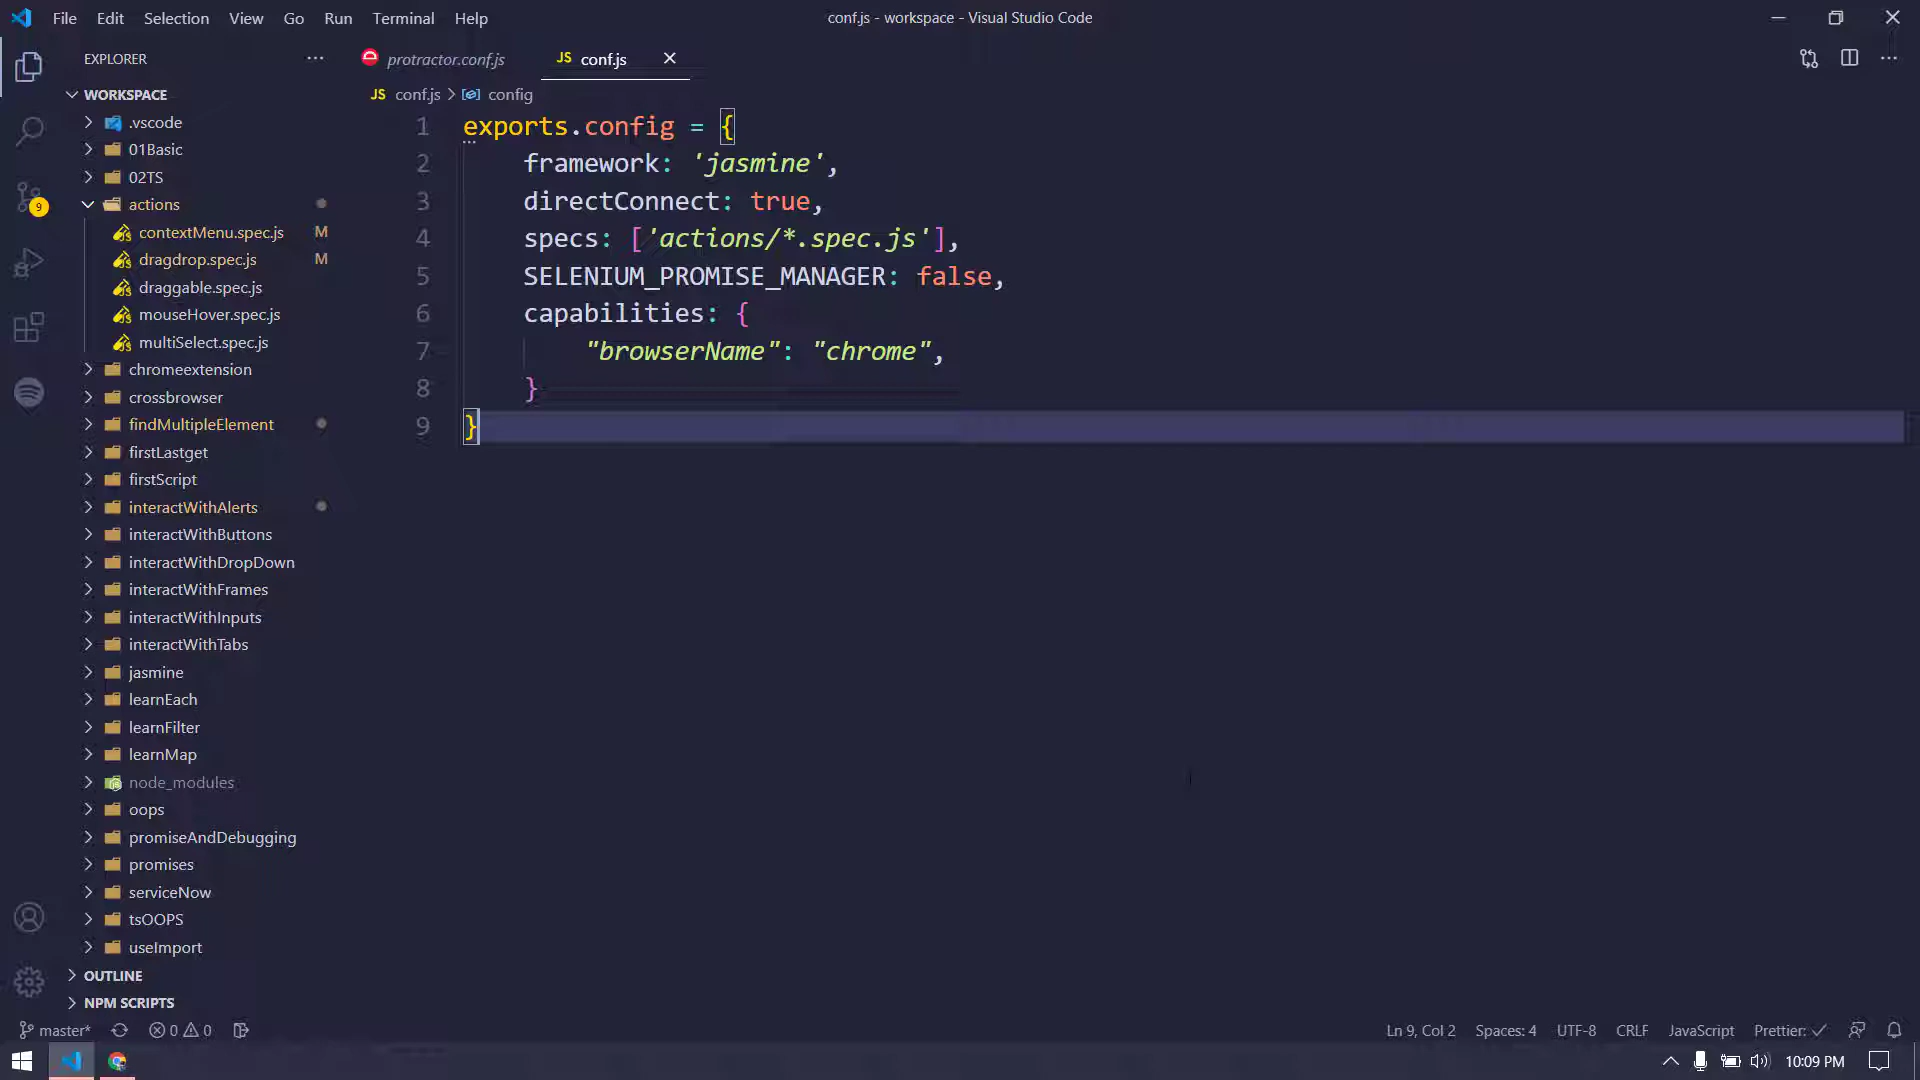 File Edit Selection View Go Run Terminal Help
conf.js - workspace - Visual Studio Code
EXPLORER
protractor.conf.js
JS conf.js
WORKSPACE
JS conf.js > config
.vscode
01Basic
02TS
actions
contextMenu.spec.js M
dragdrop.spec.js M
draggable.spec.js
mouseHover.spec.js
multiSelect.spec.js
chromeextension
crossbrowser
findMultipleElement
firstLastget
firstScript
interactWithAlerts
interactWithButtons
interactWithDropDown
interactWithFrames
interactWithInputs
interactWithTabs
jasmine
learnEach
learnFilter
learnMap
node_modules
oops
promiseAndDebugging
promises
serviceNow
tsOOPS
useImport
OUTLINE
NPM SCRIPTS
1 exports.config = {
2 framework: 'jasmine',
3 directConnect: true,
4 specs: ['actions/*.spec.js'],
5 SELENIUM_PROMISE_MANAGER: false,
6 capabilities: {
7 "browserName": "chrome",
8 }
9 }
9
master* 0 0
Ln 9, Col 2 Spaces: 4 UTF-8 CRLF JavaScript Prettier: ✓
10:09 PM